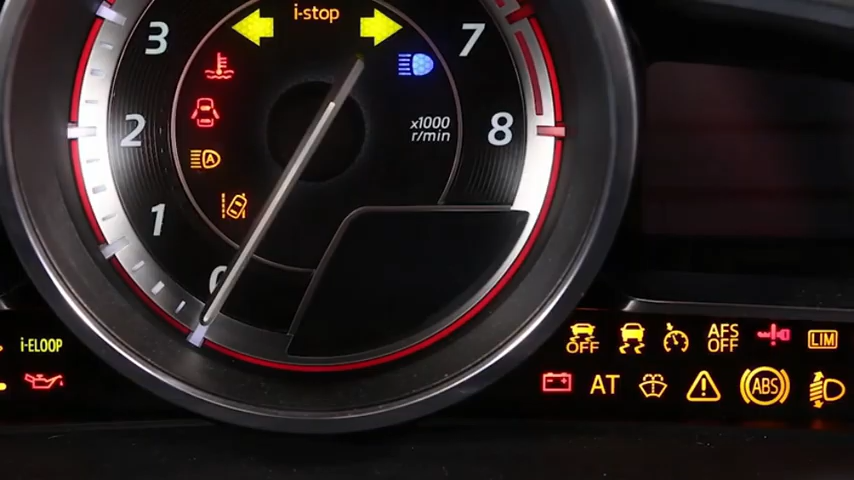 i-stop
3
7
2
x1000
r/min
8
A
1
0
i-ELOOP
OFF
AFS
OFF
LIM
AT
ABS